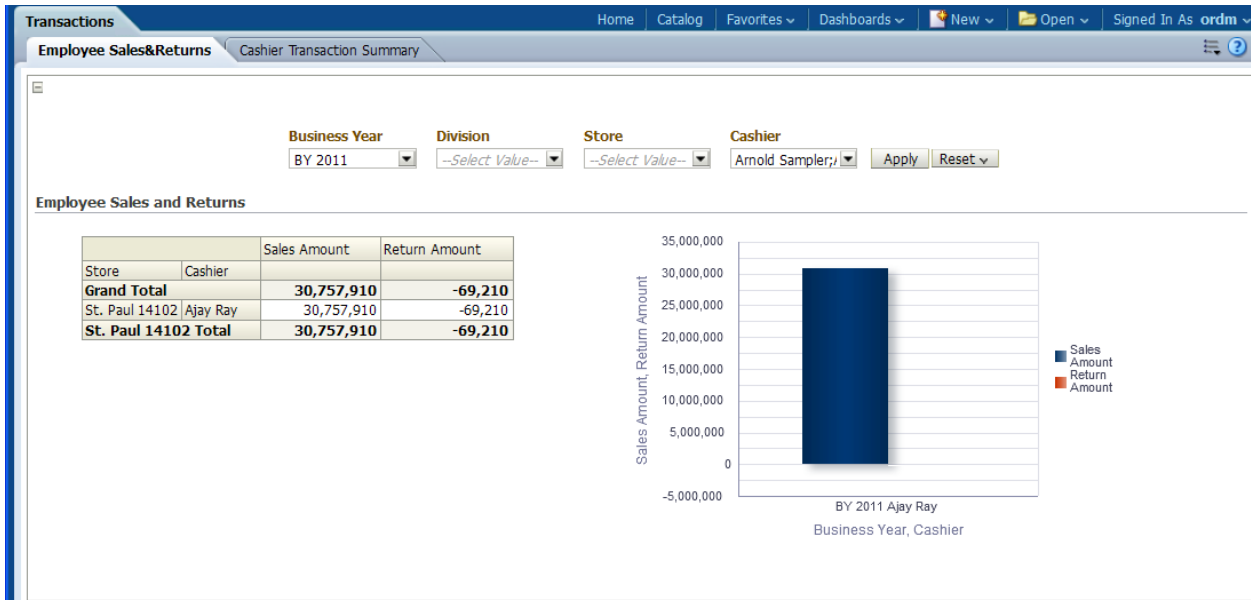 Transactions Home Catalog Favorites Dashboards New Open Signed In As ordm
Employee Sales&Returns Cashier Transaction Summary
Business Year Division Store Cashier
BY 2011 --Select Value-- --Select Value-- Arnold Sampler; Apply Reset
Employee Sales and Returns
Sales Amount Return Amount
Store Cashier
Grand Total 30,757,910 -69,210
St. Paul 14102 Ajay Ray 30,757,910 -69,210
St. Paul 14102 Total 30,757,910 -69,210
Sales Amount, Return Amount
35,000,000
30,000,000
25,000,000
20,000,000
15,000,000
10,000,000
5,000,000
0
-5,000,000
BY 2011 Ajay Ray
Business Year, Cashier
Sales
Amount
Return
Amount